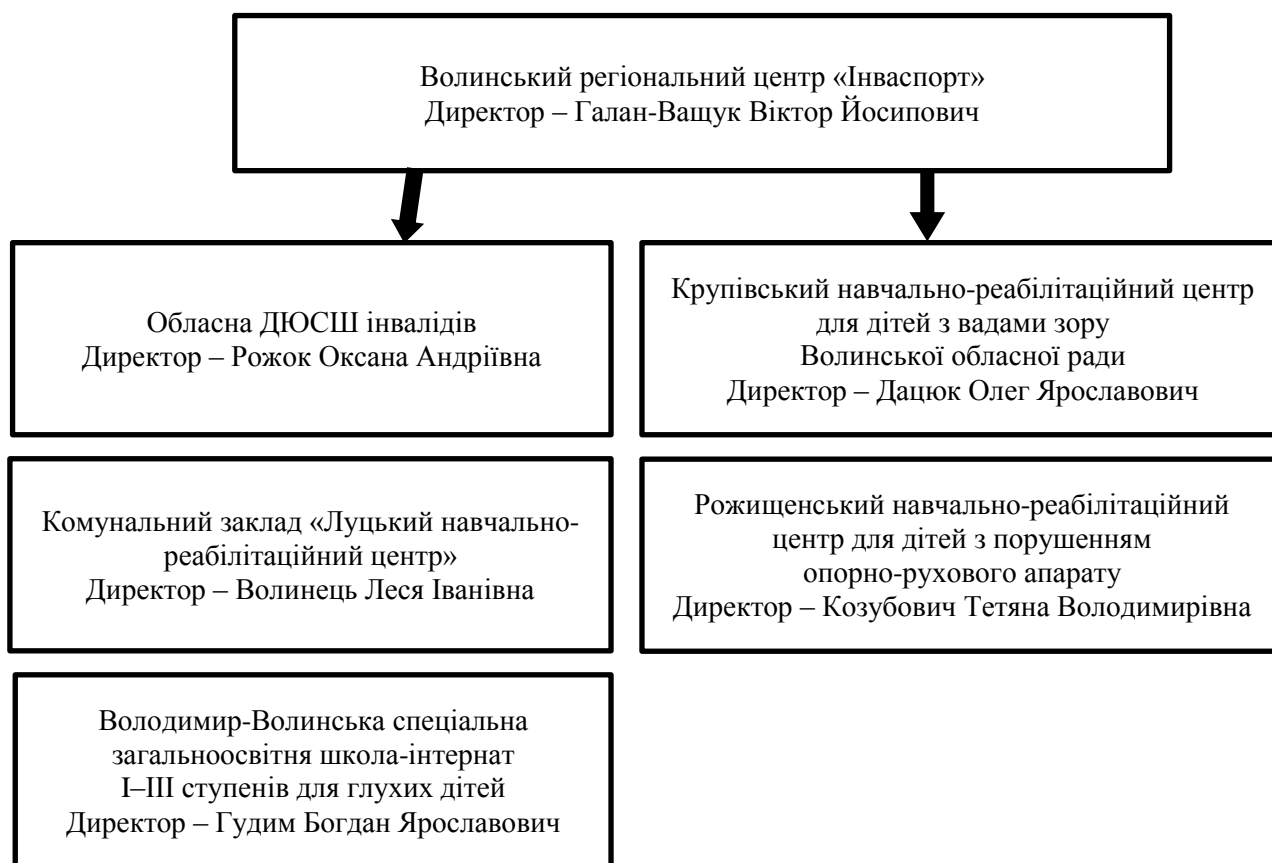 Волинський регіональний центр «Інваспорт»
Директор – Галан-Ващук Віктор Йосипович
Обласна ДЮСШ інвалідів
Директор – Рожок Оксана Андріївна
Крупівський навчально-реабілітаційний центр
для дітей з вадами зору
Волинської обласної ради
Директор – Дацюк Олег Ярославович
Комунальний заклад «Луцький навчально-
реабілітаційний центр»
Директор – Волинець Леся Іванівна
Рожищенський навчально-реабілітаційний
центр для дітей з порушенням
опорно-рухового апарату
Директор – Козубович Тетяна Володимирівна
Володимир-Волинська спеціальна
загальноосвітня школа-інтернат
І–ІІІ ступенів для глухих дітей
Директор – Гудим Богдан Ярославович